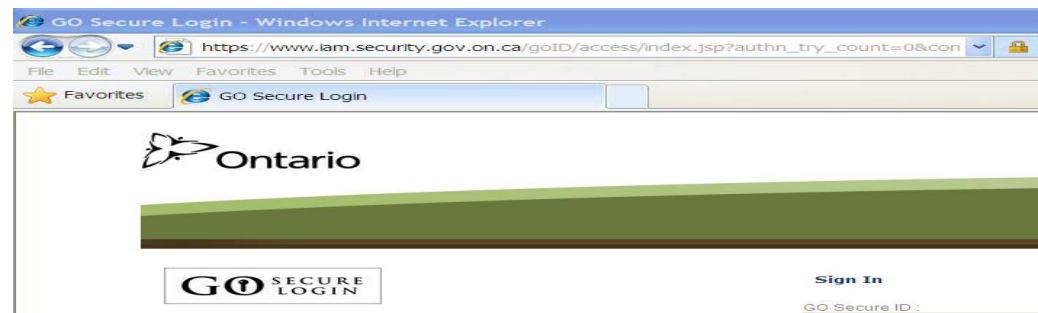 GO Secure Login - Windows Internet Explorer
https://www.iam.security.gov.on.ca/goID/access/index.jsp?authn_try_count=0&con
File Edit View Favorites Tools Help
Favorites GO Secure Login
Ontario
GO SECURE LOGIN
Sign In
GO Secure ID :